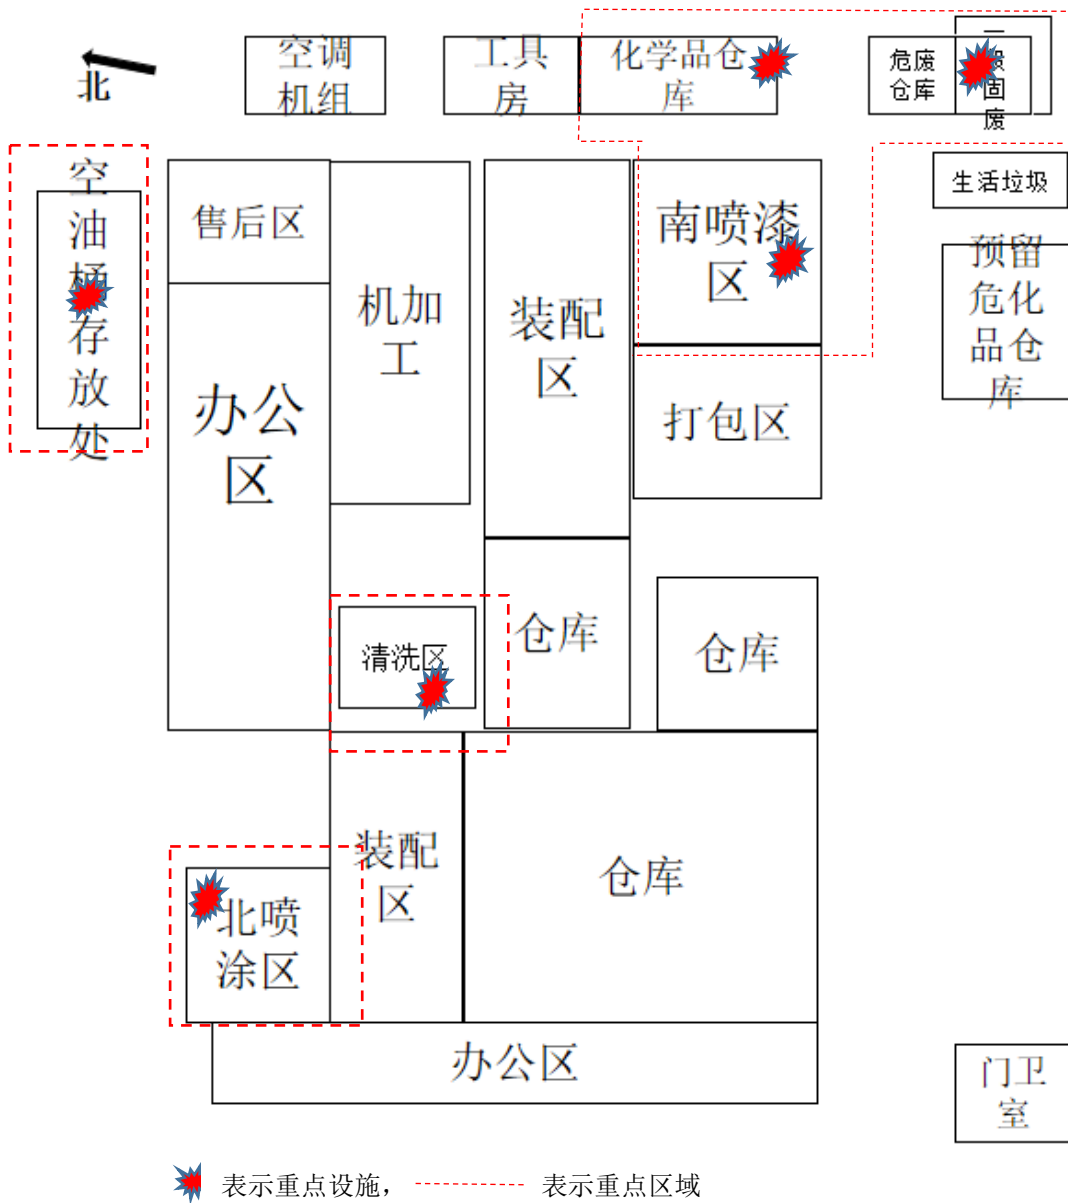 北
空调
机组
工具
房
化学品仓
库
危废
仓库
一般
固
废
空
油
桶
存
放
处
售后区
机加
工
装配
区
南喷漆
区
生活垃圾
预留
危化
品仓
库
办公
区
打包区
清洗区
仓库
仓库
装配
区
仓库
北喷
涂区
办公区
门卫
室
表示重点设施，
表示重点区域